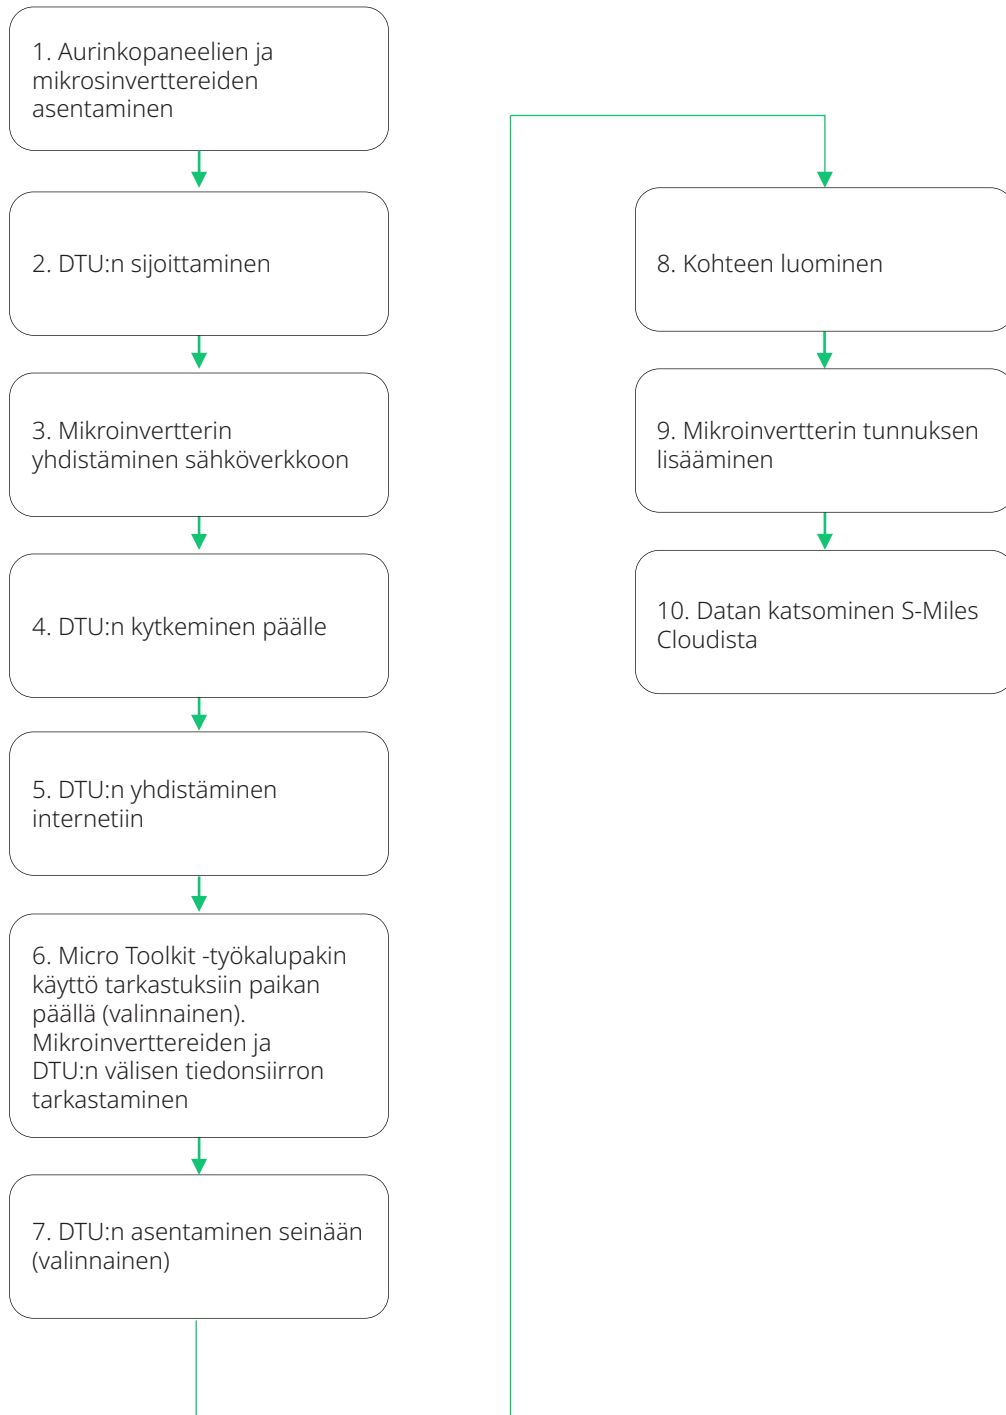 1. Aurinkopaneelien ja
mikrosinverttereiden
asentaminen
2. DTU:n sijoittaminen
3. Mikroinvertterin
yhdistäminen sähköverkkoon
4. DTU:n kytkeminen päälle
5. DTU:n yhdistäminen
internetiin
6. Micro Toolkit -työkalupakin
käyttö tarkastuksiin paikan
päällä (valinnainen).
Mikroinverttereiden ja
DTU:n välisen tiedonsiirron
tarkastaminen
7. DTU:n asentaminen seinään
(valinnainen)
8. Kohteen luominen
9. Mikroinvertterin tunnuksen
lisääminen
10. Datan katsominen S-Miles
Cloudista